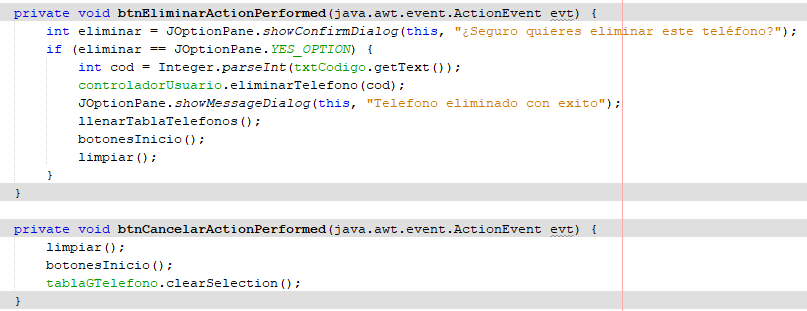 private void btnEliminarActionPerformed(java.awt.event.ActionEvent evt) {
    int eliminar = JOptionPane.showConfirmDialog(this, "¿Seguro quieres eliminar este teléfono?");
    if (eliminar == JOptionPane.YES_OPTION) {
        int cod = Integer.parseInt(txtCodigo.getText());
        controladorUsuario.eliminarTelefono(cod);
        JOptionPane.showMessageDialog(this, "Telefono eliminado con exito");
        llenarTablaTelefonos();
        botonesInicio();
        limpiar();
    }
}
private void btnCancelarActionPerformed(java.awt.event.ActionEvent evt) {
    limpiar();
    botonesInicio();
    tablaGTelefono.clearSelection();
}